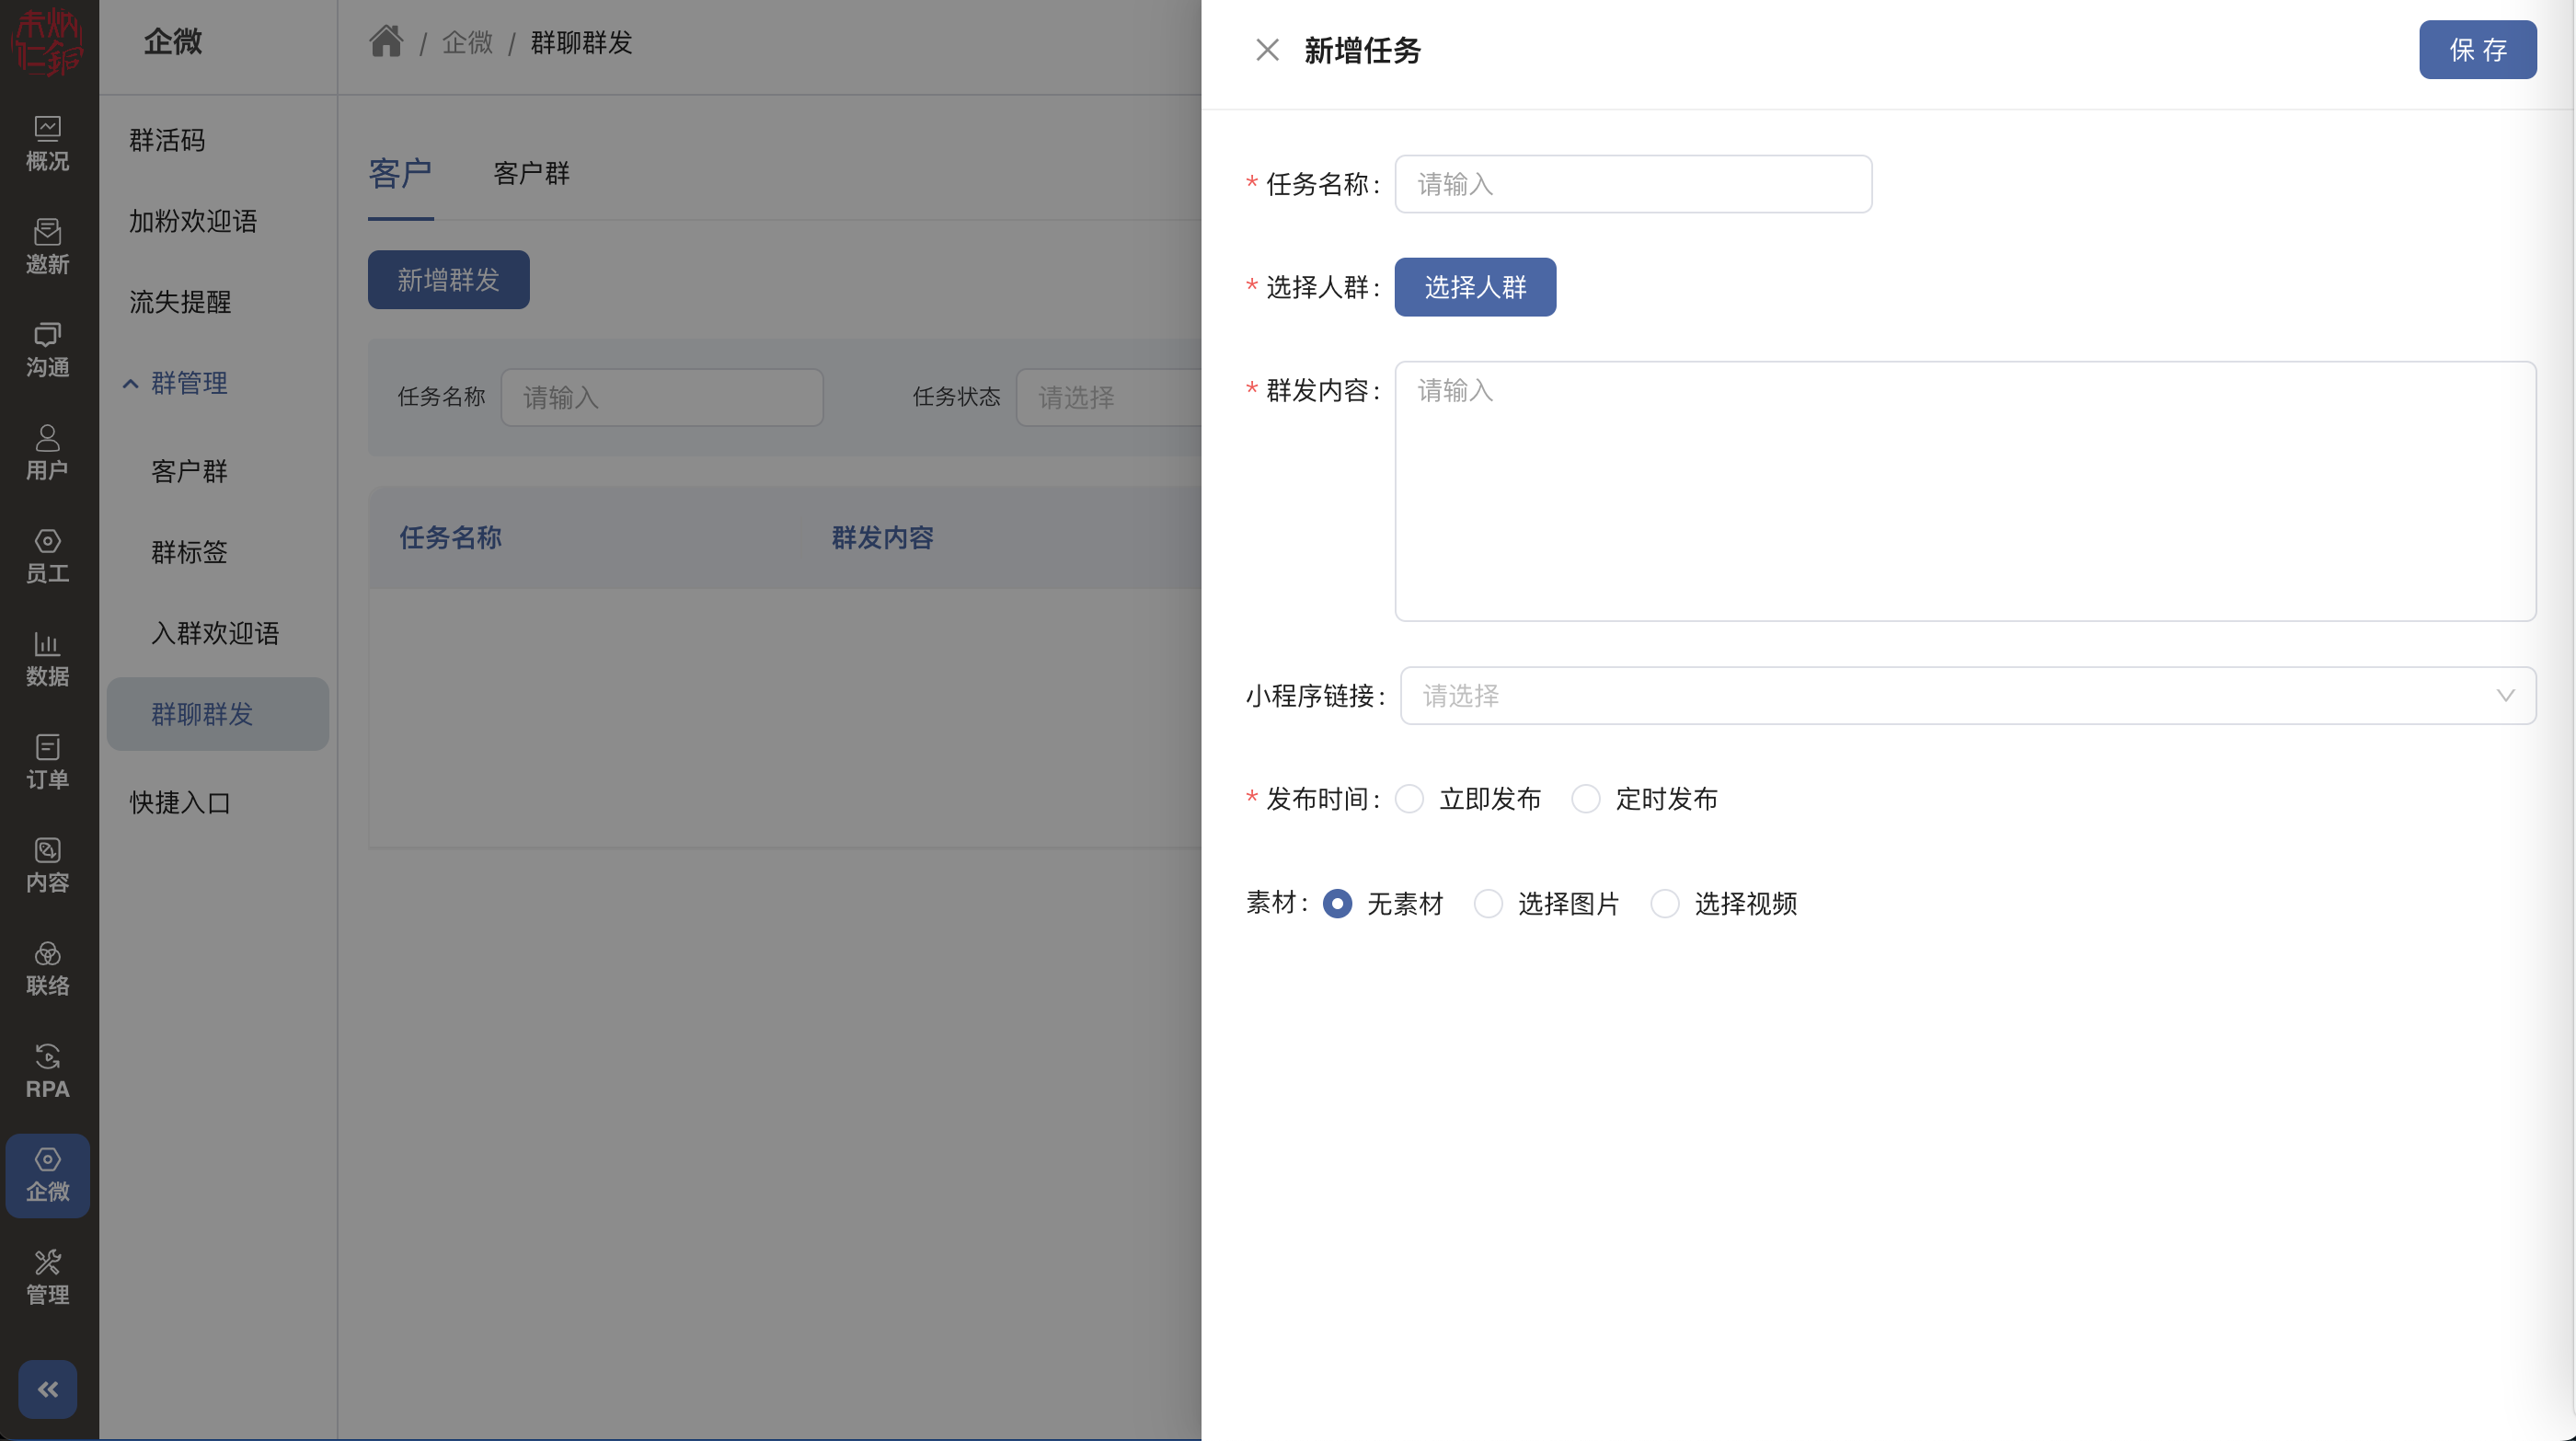 概况
邀新
沟通
用户
员工
数据
订单
内容
联络
RPA
企微
管理
企微
群活码
加粉欢迎语
流失提醒
群管理
客户群
群标签
入群欢迎语
群聊群发
快捷入口
/ 企微 / 群聊群发
客户 客户群
新增群发
任务名称 请输入 任务状态 请选择
任务名称 群发内容
新增任务 保 存
* 任务名称: 请输入
* 选择人群: 选择人群
* 群发内容: 请输入
小程序链接: 请选择
* 发布时间: 立即发布 定时发布
素材: 无素材 选择图片 选择视频